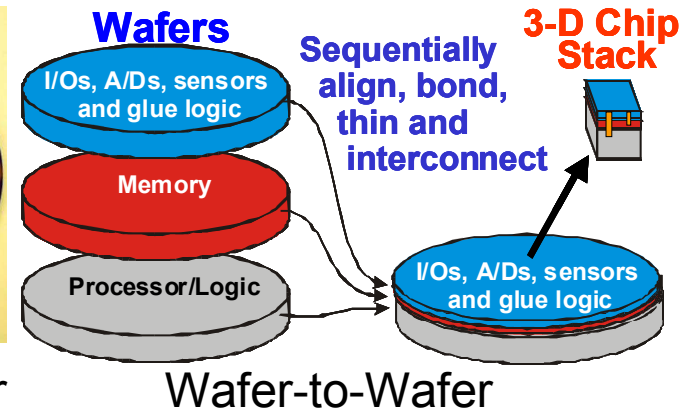 Wafers
I/Os, A/Ds, sensors
and glue logic
Memory
Processor/Logic
Sequentially
align, bond,
thin and
interconnect
3-D Chip
Stack
I/Os, A/Ds, sensors
and glue logic
r
Wafer-to-Wafer